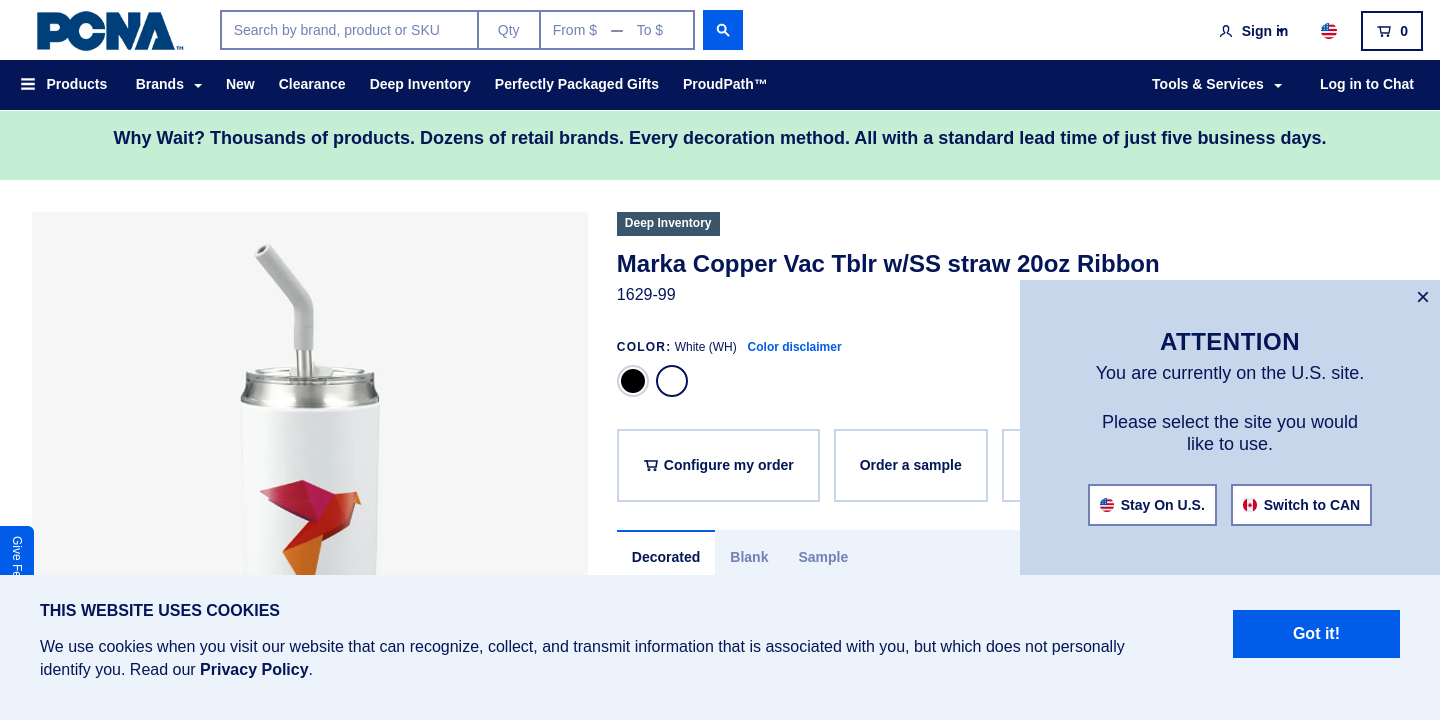 PCNA™
Search by brand, product or SKU
Qty
From $ — To $
Sign in
0
Products
Brands
New
Clearance
Deep Inventory
Perfectly Packaged Gifts
ProudPath™
Tools & Services
Log in to Chat
Why Wait? Thousands of products. Dozens of retail brands. Every decoration method. All with a standard lead time of just five business days.
Deep Inventory
Marka Copper Vac Tblr w/SS straw 20oz Ribbon
1629-99
COLOR: White (WH) Color disclaimer
Configure my order
Order a sample
Decorated
Blank
Sample
×
ATTENTION
You are currently on the U.S. site.
Please select the site you would
like to use.
Stay On U.S.
Switch to CAN
Give Fe
THIS WEBSITE USES COOKIES
We use cookies when you visit our website that can recognize, collect, and transmit information that is associated with you, but which does not personally
identify you. Read our Privacy Policy.
Got it!